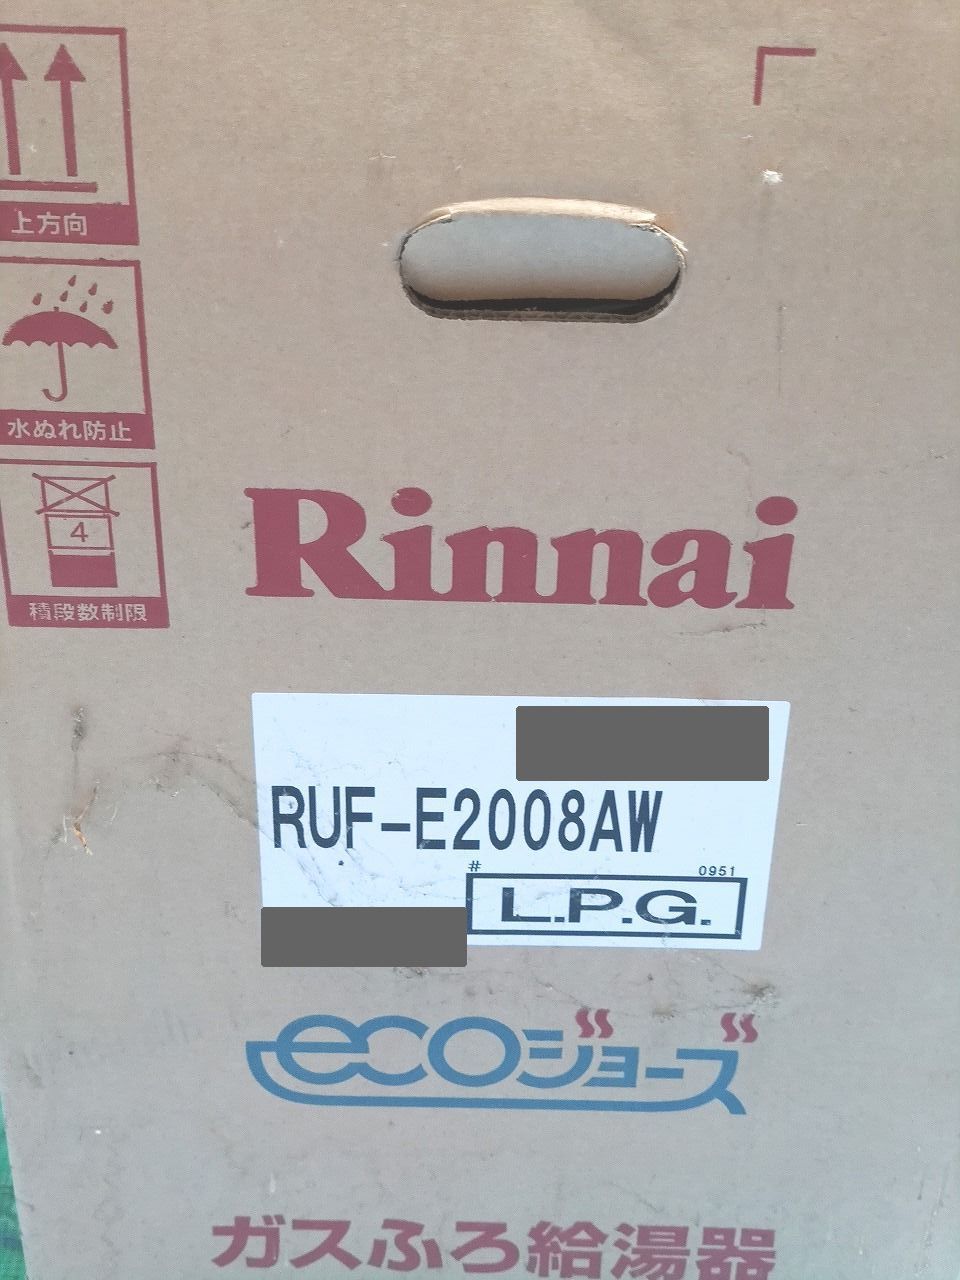 上方向
水ぬれ防止
4
積段数制限
Rinnai
RUF-E2008AW
# 0951
L.P.G.
ecoジョーズ
ガスふろ給湯器